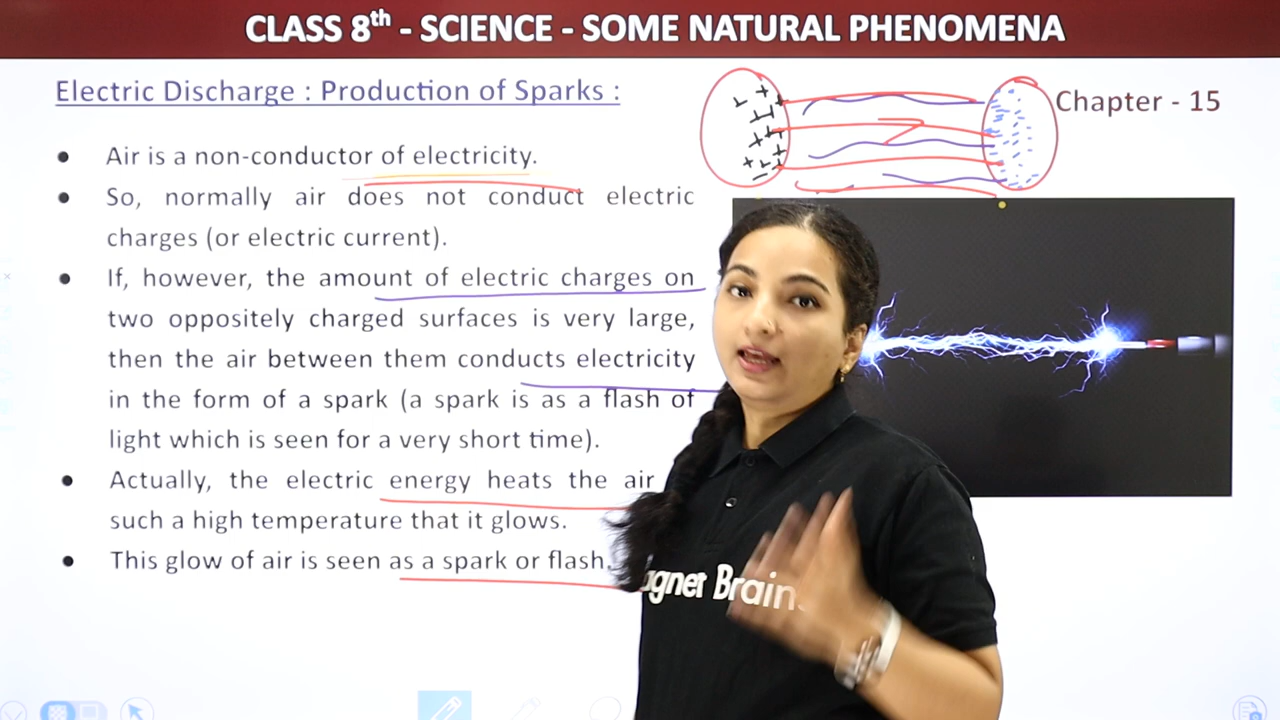 CLASS 8th - SCIENCE - SOME NATURAL PHENOMENA
Electric Discharge : Production of Sparks :
Chapter - 15
● Air is a non-conductor of electricity.
● So, normally air does not conduct electric
charges (or electric current).
● If, however, the amount of electric charges on
two oppositely charged surfaces is very large,
then the air between them conducts electricity
in the form of a spark (a spark is as a flash of
light which is seen for a very short time).
● Actually, the electric energy heats the air
such a high temperature that it glows.
● This glow of air is seen as a spark or flash.
agnet Brain